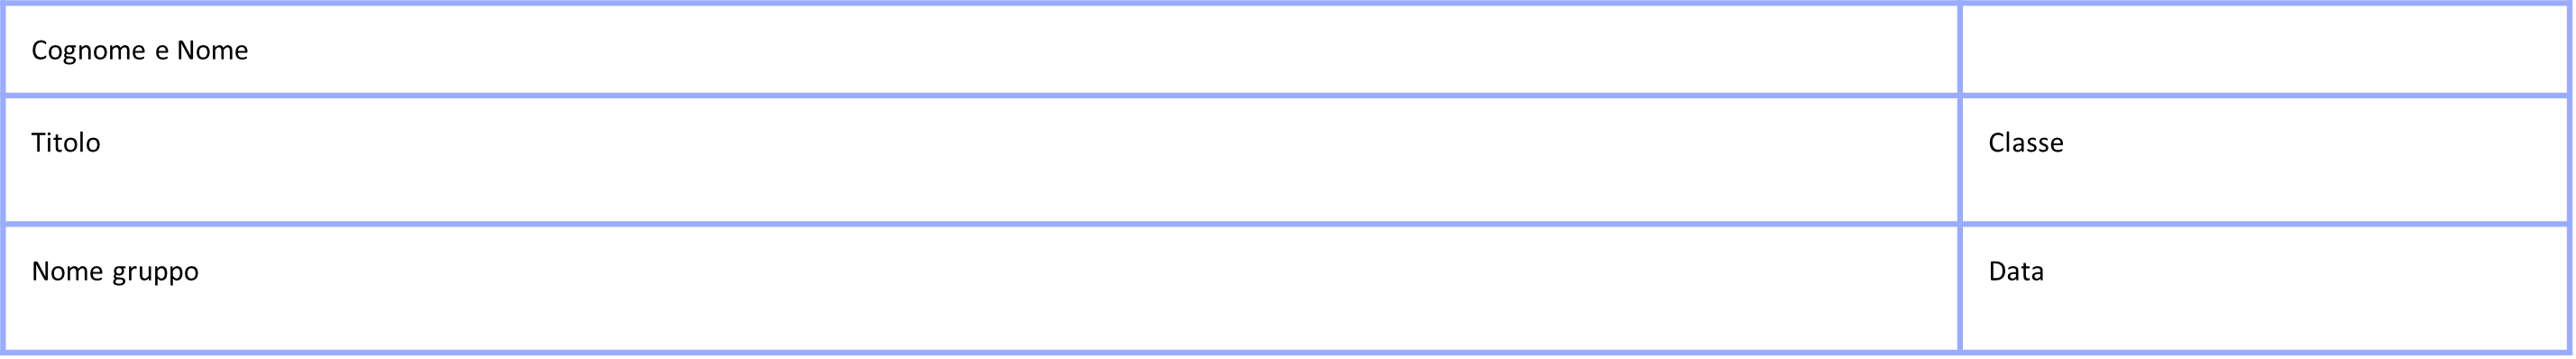 Cognome e Nome
Titolo
Classe
Nome gruppo
Data